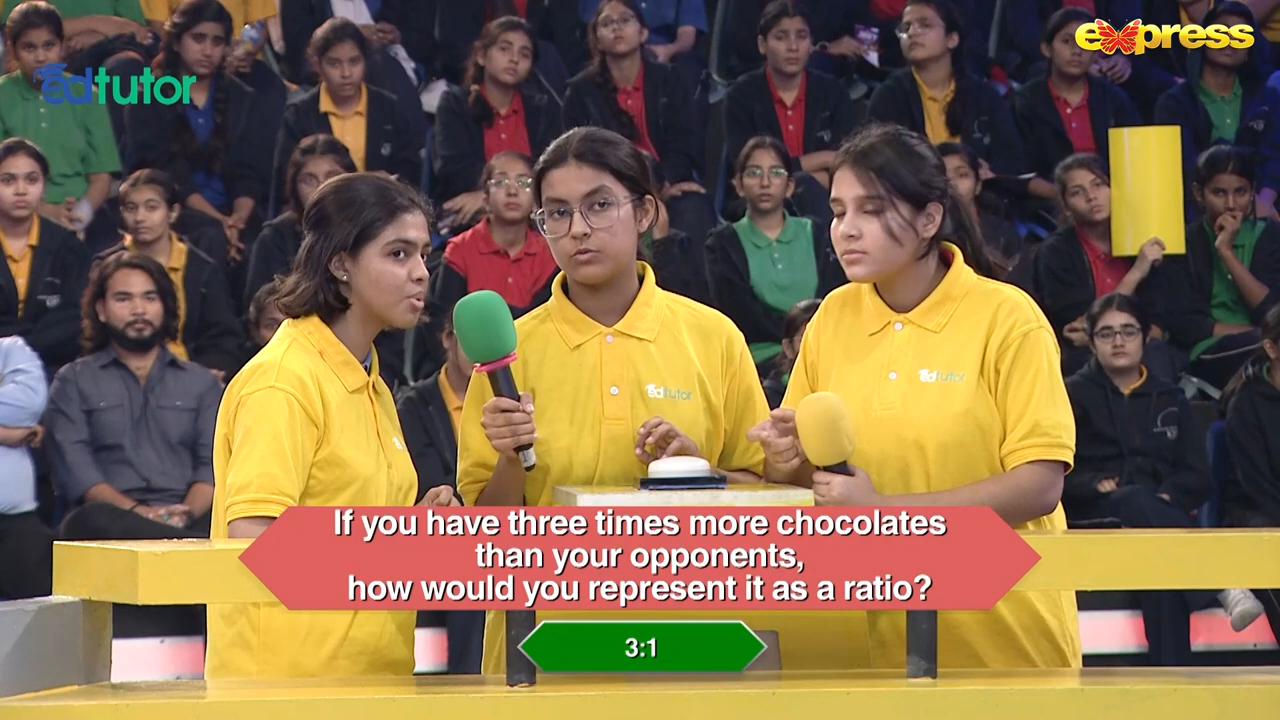 express
edtutor
edtutor
edtutor
If you have three times more chocolates
than your opponents,
how would you represent it as a ratio?
3:1